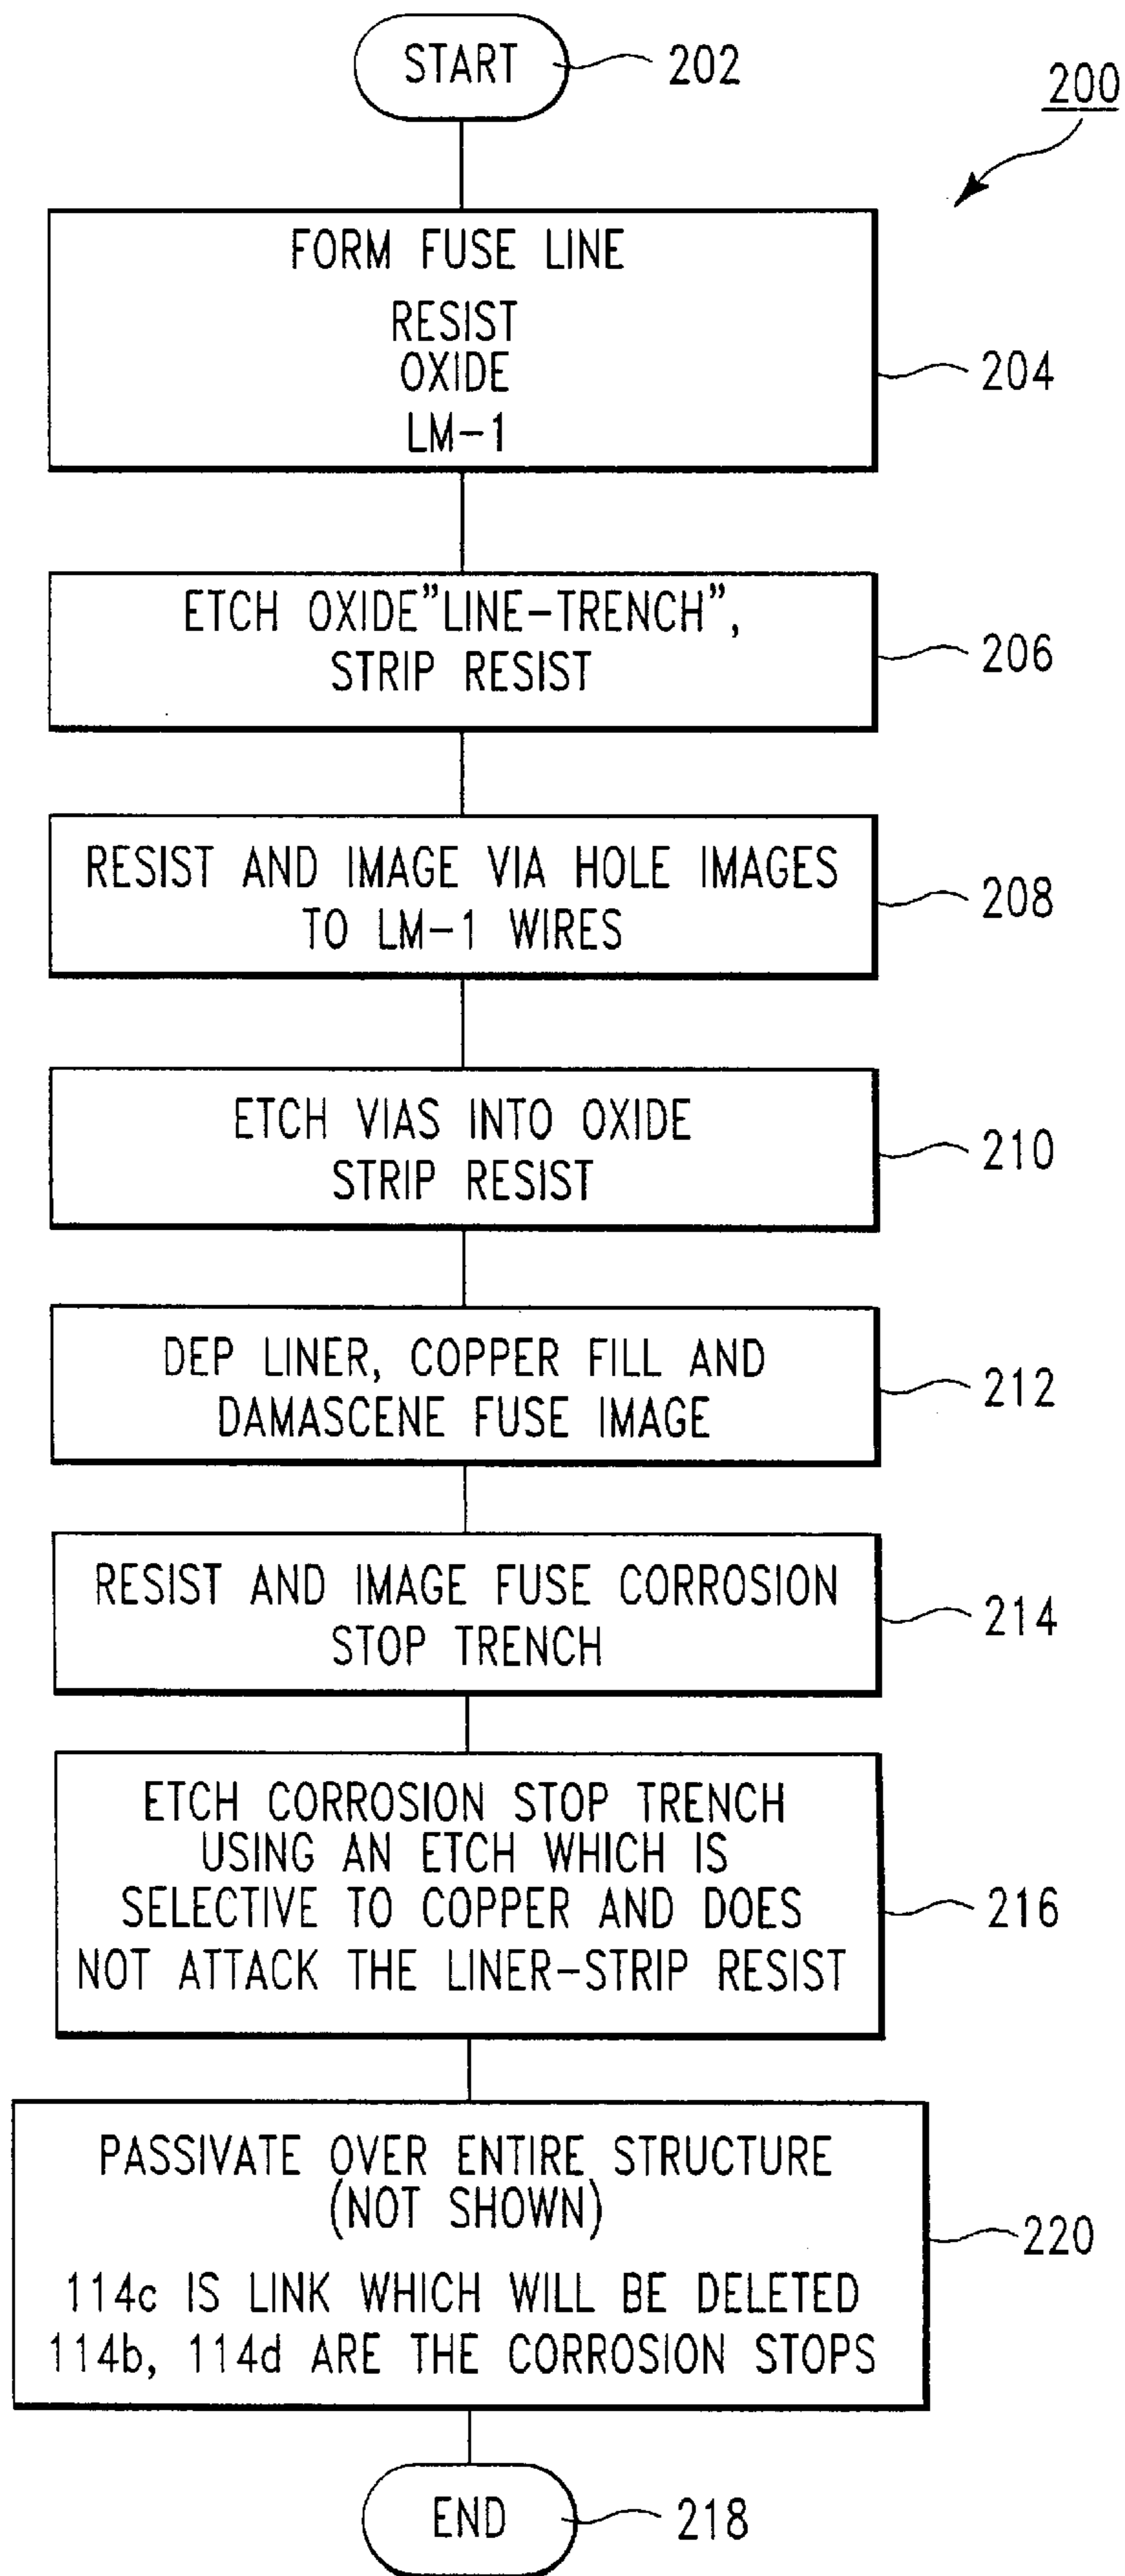 START
202
200
FORM FUSE LINE
RESIST
OXIDE
LM-1
204
ETCH OXIDE"LINE-TRENCH",
STRIP RESIST
206
RESIST AND IMAGE VIA HOLE IMAGES
TO LM-1 WIRES
208
ETCH VIAS INTO OXIDE
STRIP RESIST
210
DEP LINER, COPPER FILL AND
DAMASCENE FUSE IMAGE
212
RESIST AND IMAGE FUSE CORROSION
STOP TRENCH
214
ETCH CORROSION STOP TRENCH
USING AN ETCH WHICH IS
SELECTIVE TO COPPER AND DOES
NOT ATTACK THE LINER-STRIP RESIST
216
PASSIVATE OVER ENTIRE STRUCTURE
(NOT SHOWN)
114c IS LINK WHICH WILL BE DELETED
114b, 114d ARE THE CORROSION STOPS
220
END
218